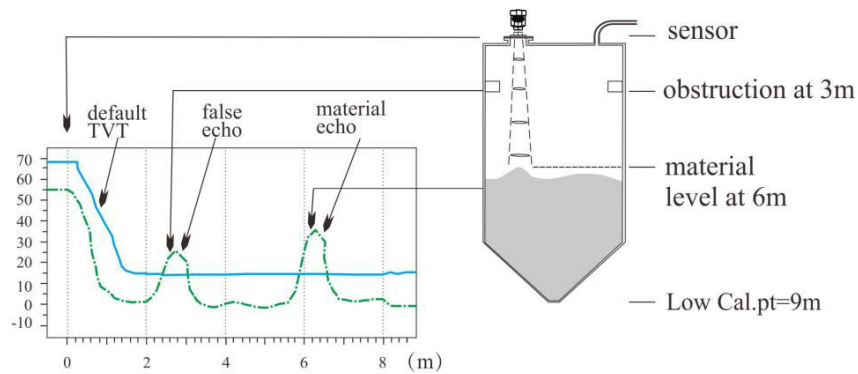 sensor
default
TVT
false
echo
material
echo
obstruction at 3m
material
level at 6m
Low Cal.pt=9m
70
60
50
40
30
20
10
0
-10
0 2 4 6 8 (m)